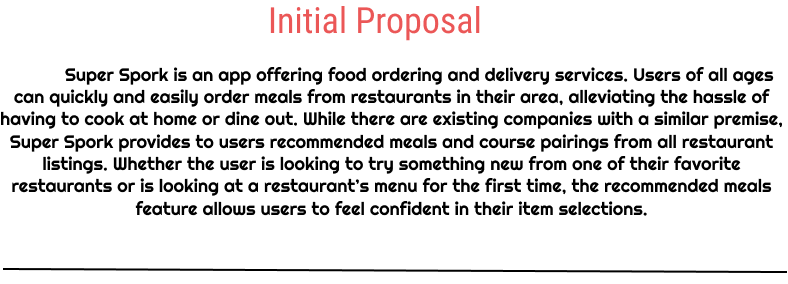 Initial Proposal
Super Spork is an app offering food ordering and delivery services. Users of all ages
can quickly and easily order meals from restaurants in their area, alleviating the hassle of
having to cook at home or dine out. While there are existing companies with a similar premise,
Super Spork provides to users recommended meals and course pairings from all restaurant
listings. Whether the user is looking to try something new from one of their favorite
restaurants or is looking at a restaurant's menu for the first time, the recommended meals
feature allows users to feel confident in their item selections.